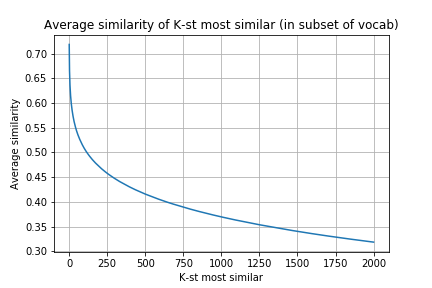 Average similarity of K-st most similar (in subset of vocab)
0.70
0.65
0.60
0.55
0.50
0.45
0.40
0.35
0.30
Average similarity
0 250 500 750 1000 1250 1500 1750 2000
K-st most similar